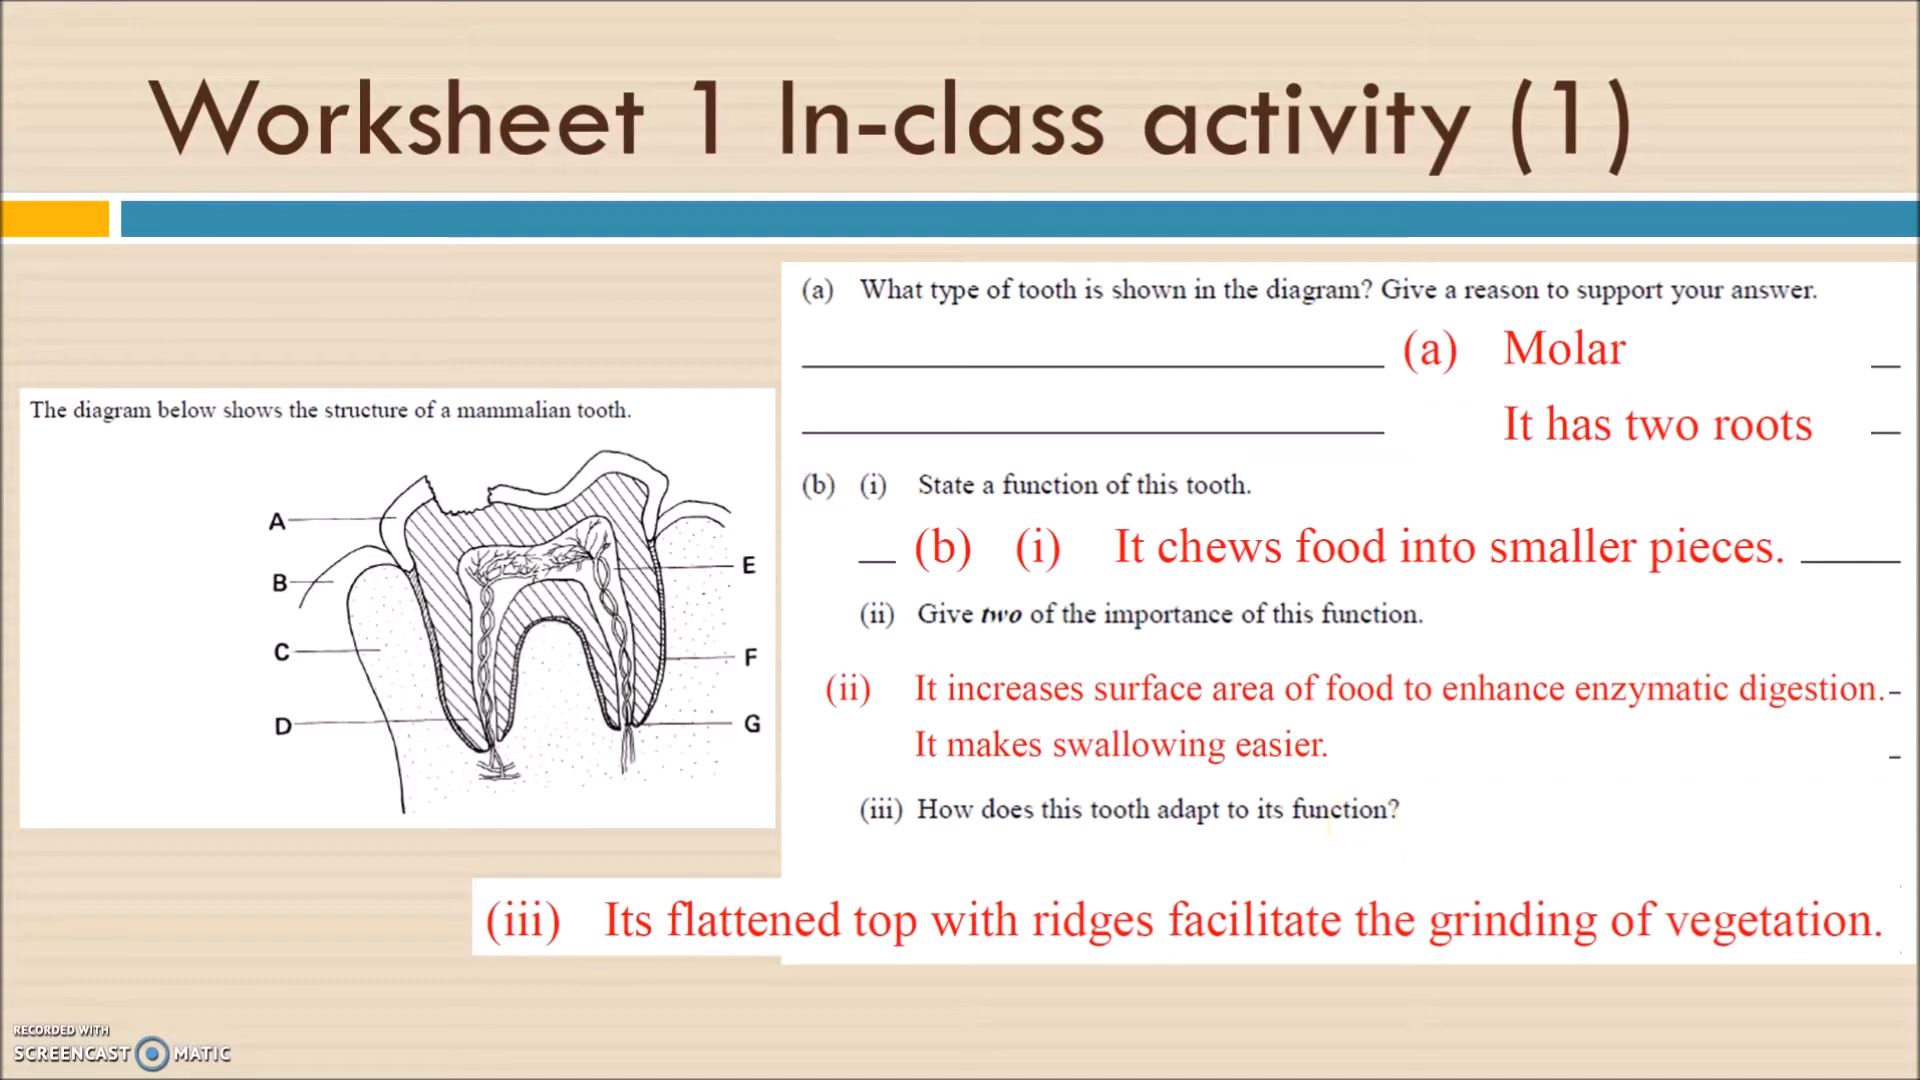 Worksheet 1 In-class activity (1)
The diagram below shows the structure of a mammalian tooth.
A
B
C
D
E
F
G
(a) What type of tooth is shown in the diagram? Give a reason to support your answer.
(a) Molar
It has two roots
(b) (i) State a function of this tooth.
(b) (i) It chews food into smaller pieces.
(ii) Give two of the importance of this function.
(ii) It increases surface area of food to enhance enzymatic digestion.
It makes swallowing easier.
(iii) How does this tooth adapt to its function?
(iii) Its flattened top with ridges facilitate the grinding of vegetation.
RECORDED WITH
SCREENCAST MATIC